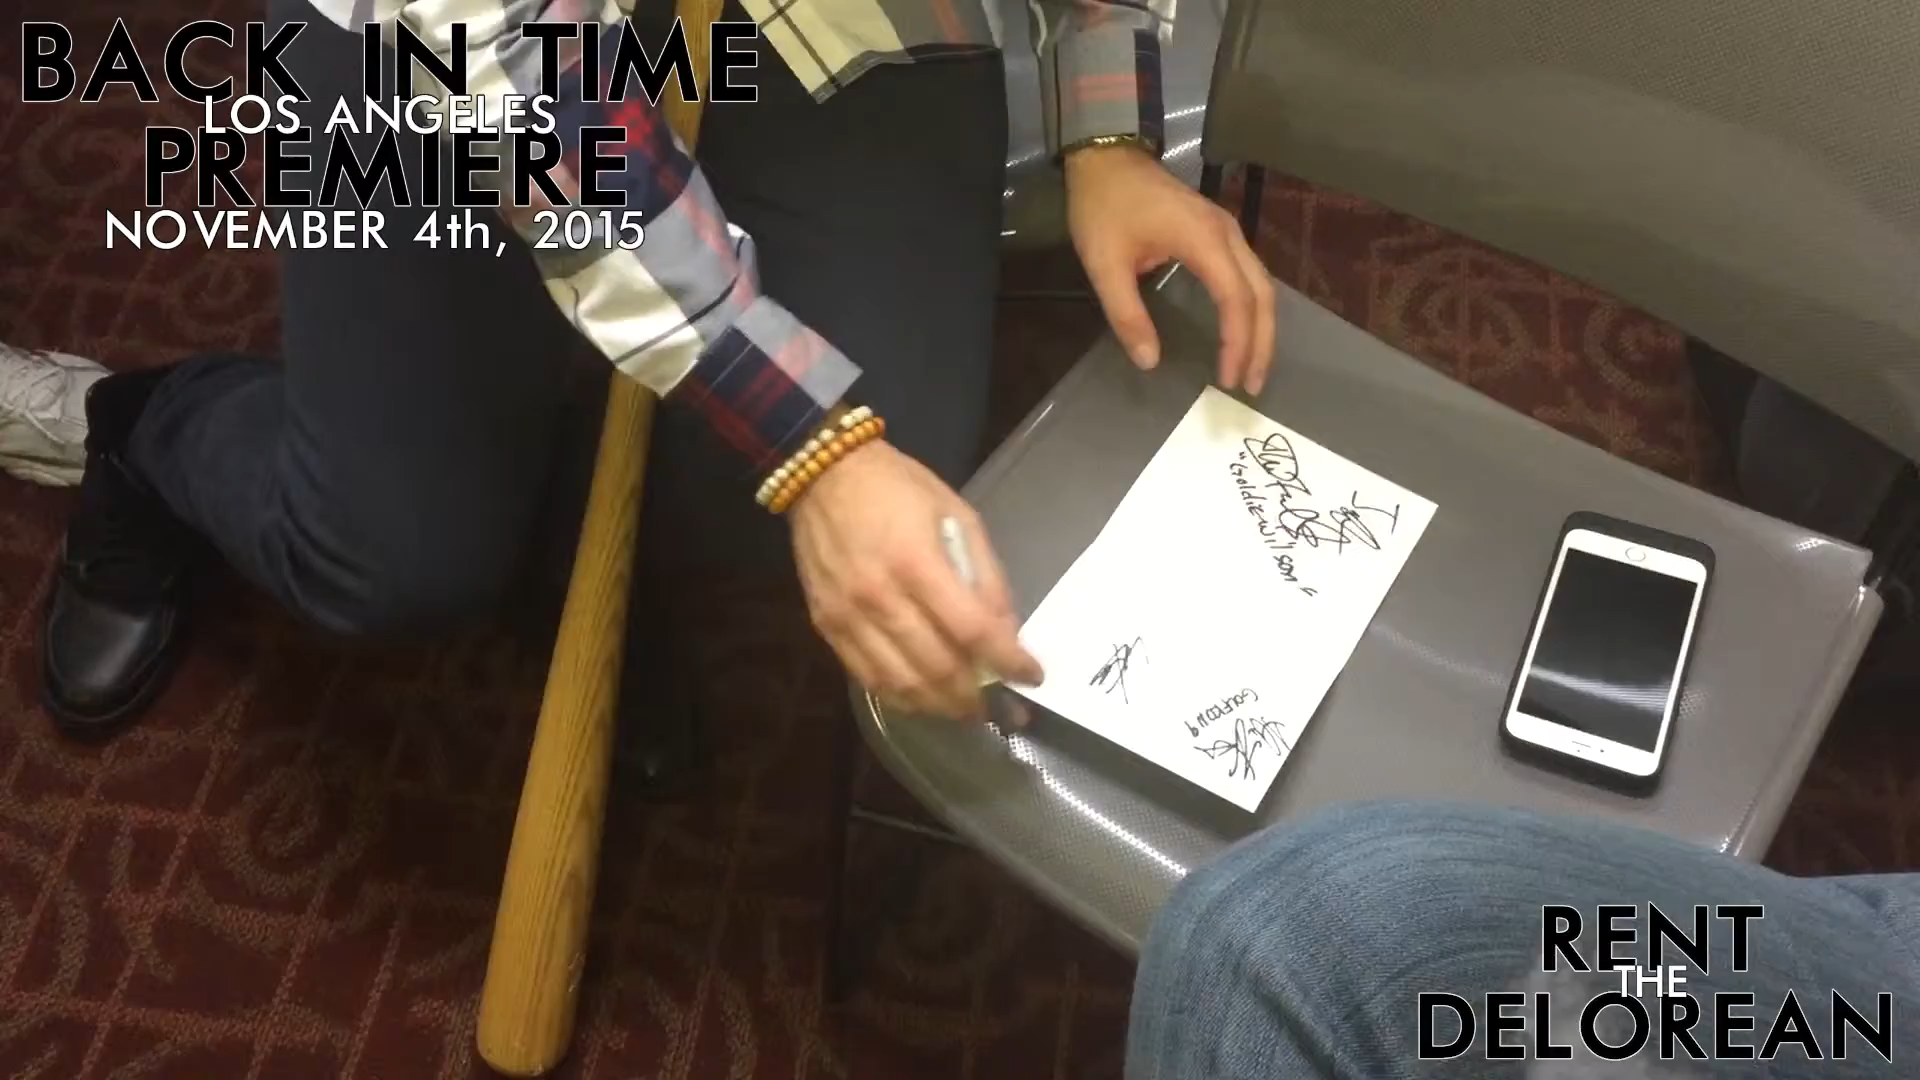 BACK IN TIME
LOS ANGELES
PREMIERE
NOVEMBER 4th, 2015
"Goldie Wilson"
RENT
THE
DELOREAN